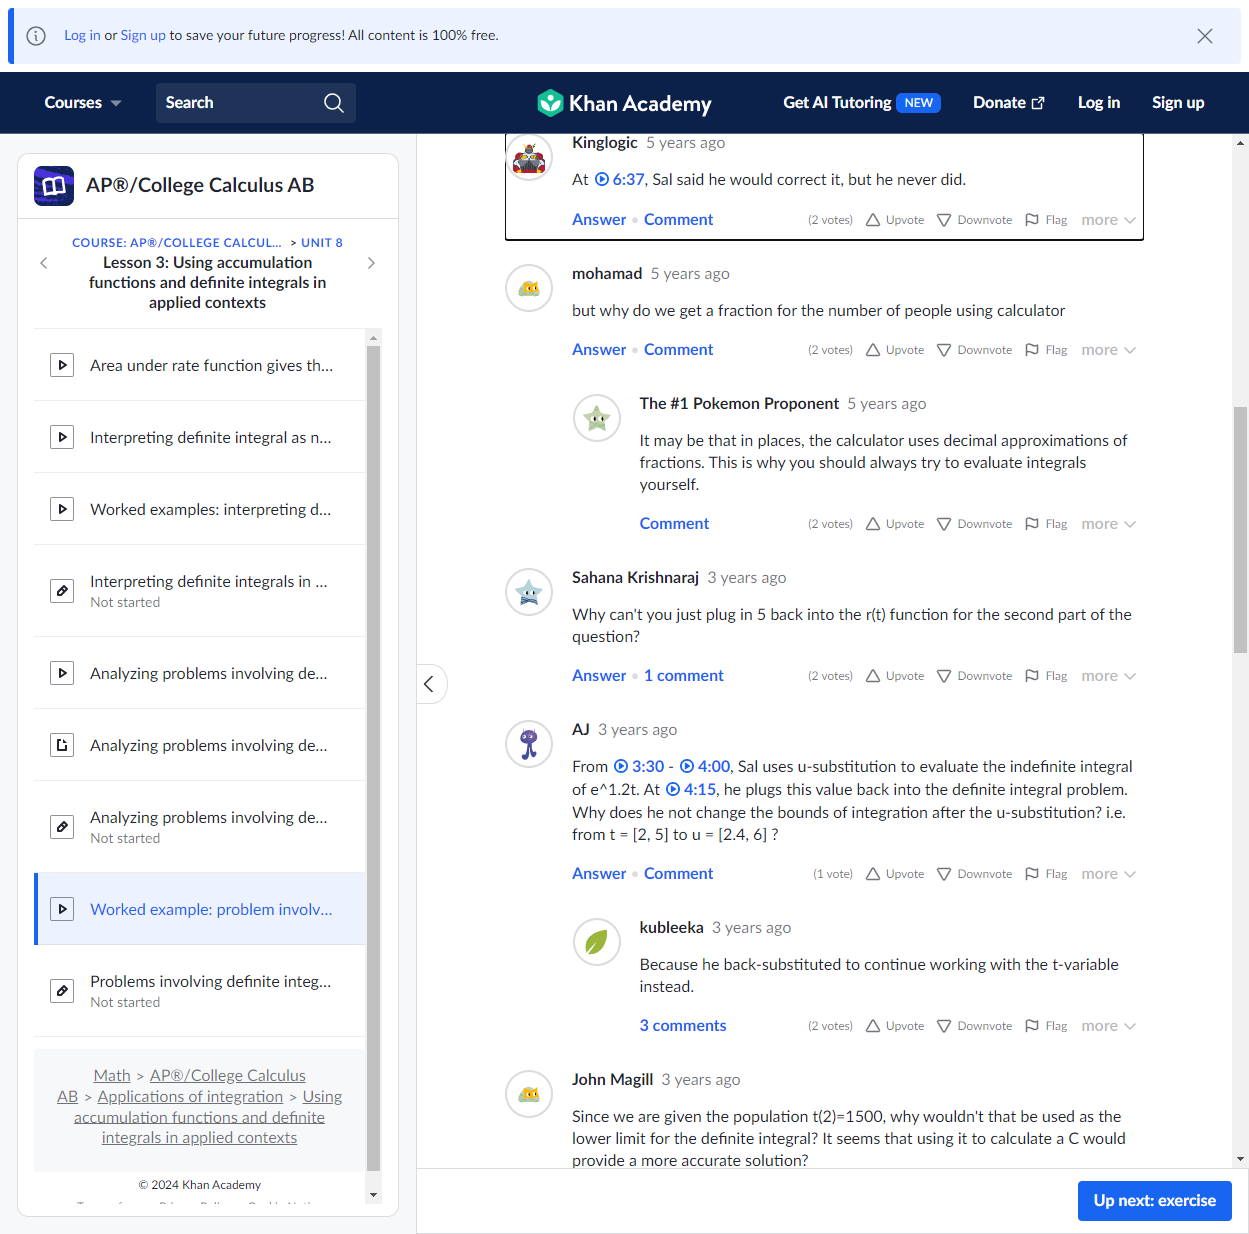 Log in or Sign up to save your future progress! All content is 100% free.
Courses
Search
Khan Academy
Get AI Tutoring NEW
Donate
Log in
Sign up
AP®/College Calculus AB
COURSE: AP®/COLLEGE CALCUL... > UNIT 8
Lesson 3: Using accumulation
functions and definite integrals in
applied contexts
Area under rate function gives th...
Interpreting definite integral as n...
Worked examples: interpreting d...
Interpreting definite integrals in ...
Not started
Analyzing problems involving de...
Analyzing problems involving de...
Analyzing problems involving de...
Not started
Worked example: problem involv...
Problems involving definite integ...
Not started
Math > AP®/College Calculus
AB > Applications of integration > Using
accumulation functions and definite
integrals in applied contexts
© 2024 Khan Academy
Kinglogic 5 years ago
At 6:37, Sal said he would correct it, but he never did.
Answer • Comment (2 votes) Upvote Downvote Flag more
mohamad 5 years ago
but why do we get a fraction for the number of people using calculator
Answer • Comment (2 votes) Upvote Downvote Flag more
The #1 Pokemon Proponent 5 years ago
It may be that in places, the calculator uses decimal approximations of
fractions. This is why you should always try to evaluate integrals
yourself.
Comment (2 votes) Upvote Downvote Flag more
Sahana Krishnaraj 3 years ago
Why can't you just plug in 5 back into the r(t) function for the second part of the
question?
Answer • 1 comment (2 votes) Upvote Downvote Flag more
AJ 3 years ago
From 3:30 - 4:00, Sal uses u-substitution to evaluate the indefinite integral
of e^1.2t. At 4:15, he plugs this value back into the definite integral problem.
Why does he not change the bounds of integration after the u-substitution? i.e.
from t = [2, 5] to u = [2.4, 6] ?
Answer • Comment (1 vote) Upvote Downvote Flag more
kubleeka 3 years ago
Because he back-substituted to continue working with the t-variable
instead.
3 comments (2 votes) Upvote Downvote Flag more
John Magill 3 years ago
Since we are given the population t(2)=1500, why wouldn't that be used as the
lower limit for the definite integral? It seems that using it to calculate a C would
provide a more accurate solution?
Up next: exercise